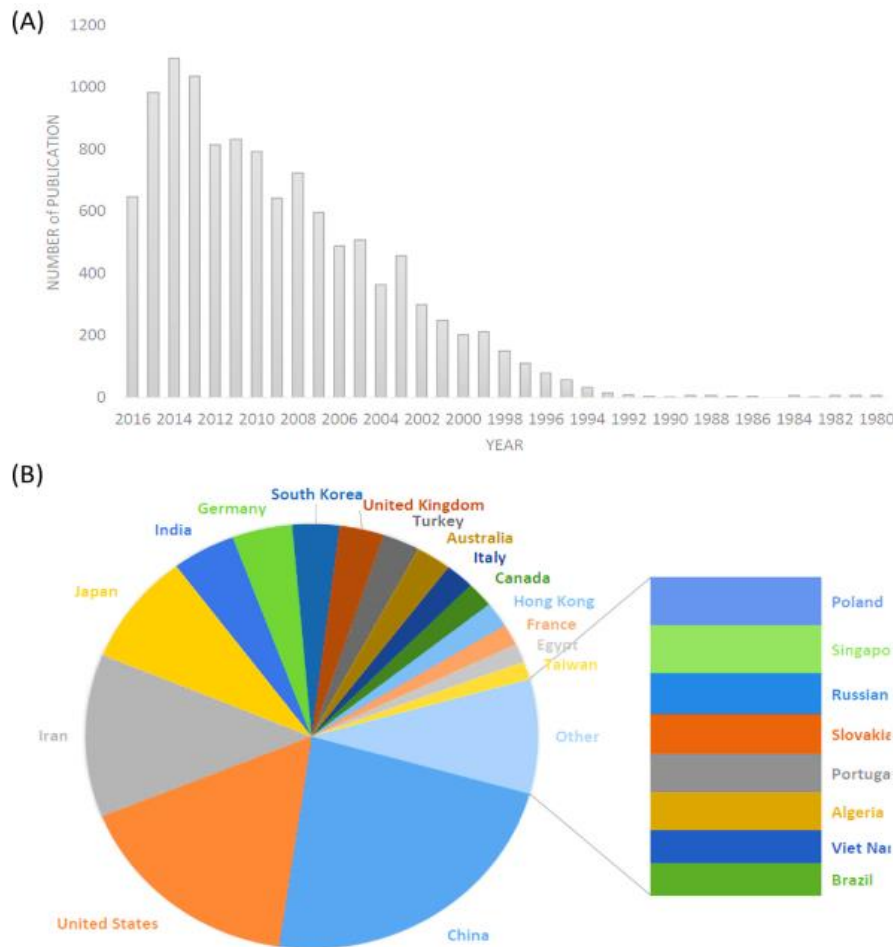 (A)
1200
1000
800
600
400
200
0
NUMBER of PUBLICATION
2016 2014 2012 2010 2008 2006 2004 2002 2000 1998 1996 1994 1992 1990 1988 1986 1984 1982 1980
YEAR
(B)
South Korea
United Kingdom
Germany
Turkey
India
Australia
Italy
Japan
Canada
Hong Kong
France
Egypt
Taiwan
Iran
Other
United States
China
Poland
Singapo
Russian
Slovakia
Portuga
Algeria
Viet Nar
Brazil